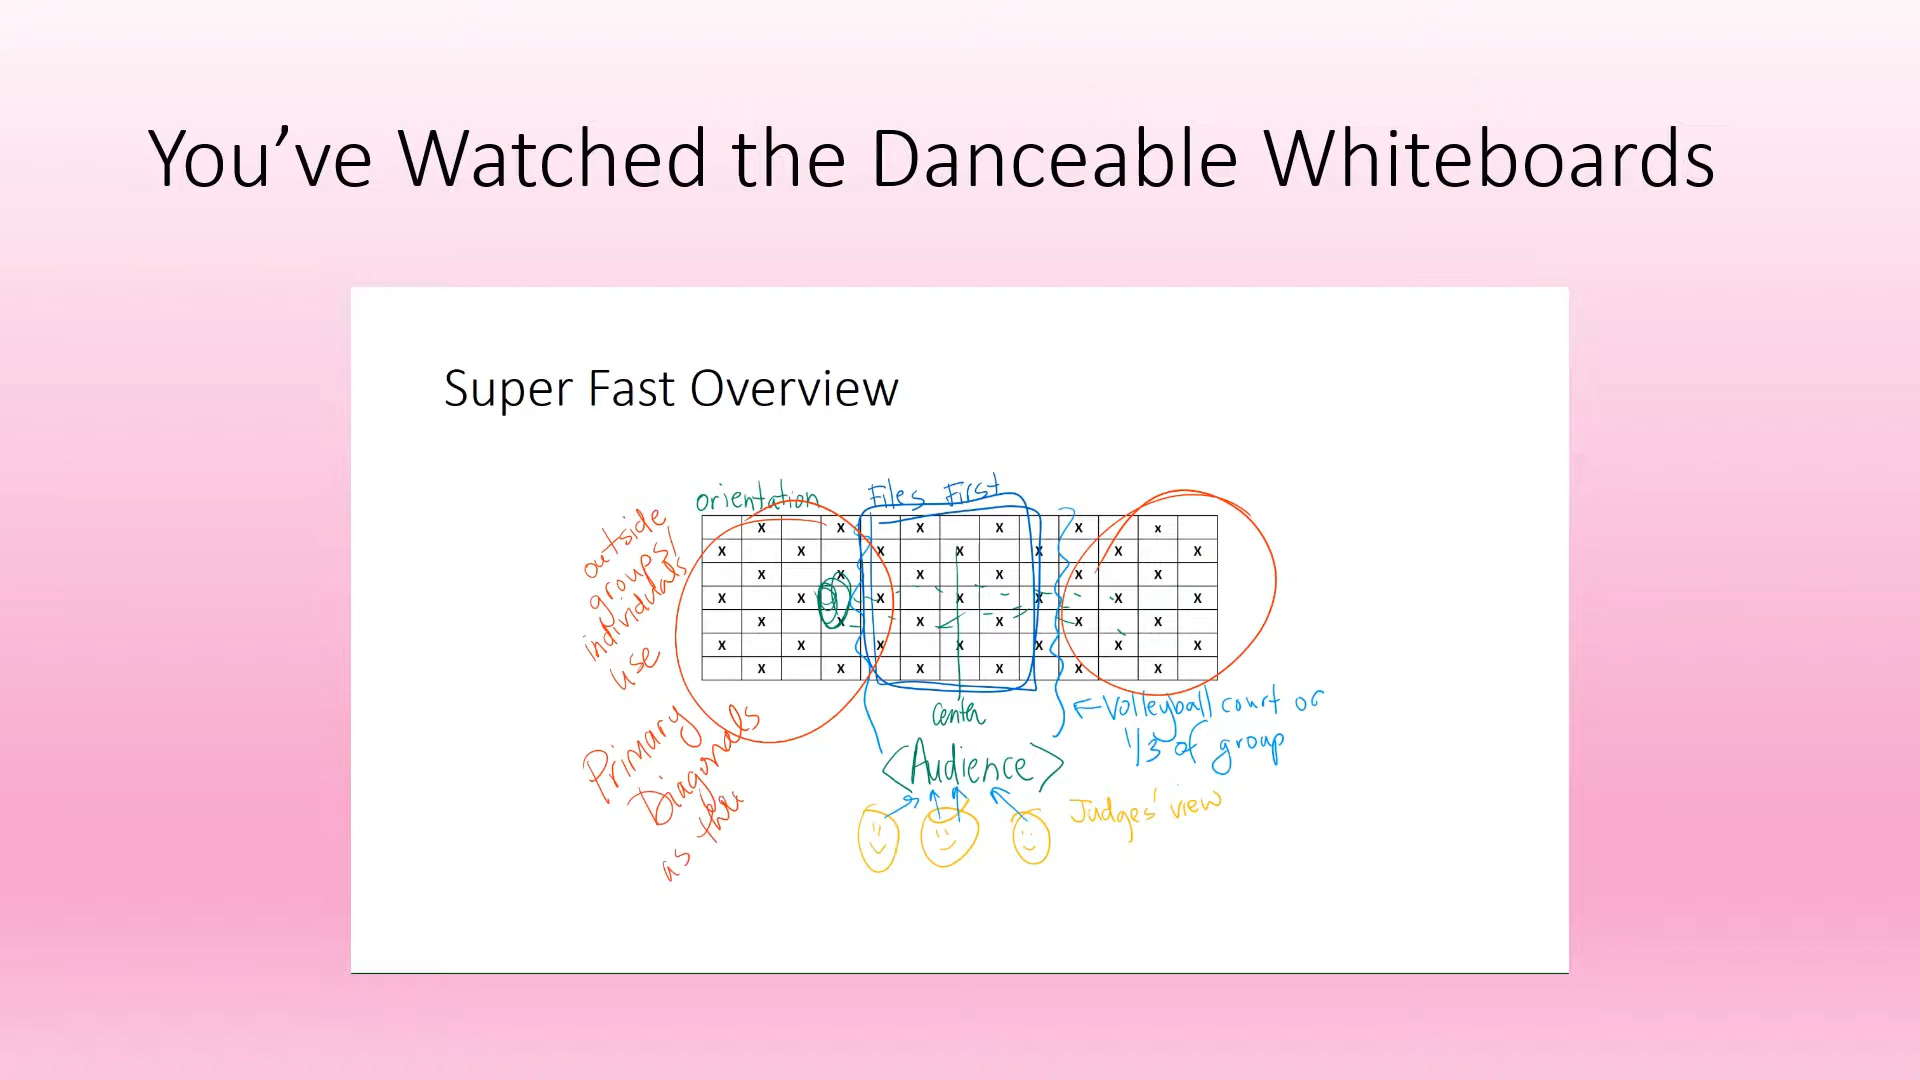 You’ve Watched the Danceable Whiteboards
Super Fast Overview
orientation
Files First
outside
groups/
individuals
use
Primary
Diagonals
as the
X X X X X x
X X X X X X X
X X X X X X
X X X X X X X
X X X X X X
X X X X X X X
X X X X X X
center
<Audience>
←Volleyball court or
1/3 of group
Judges' view